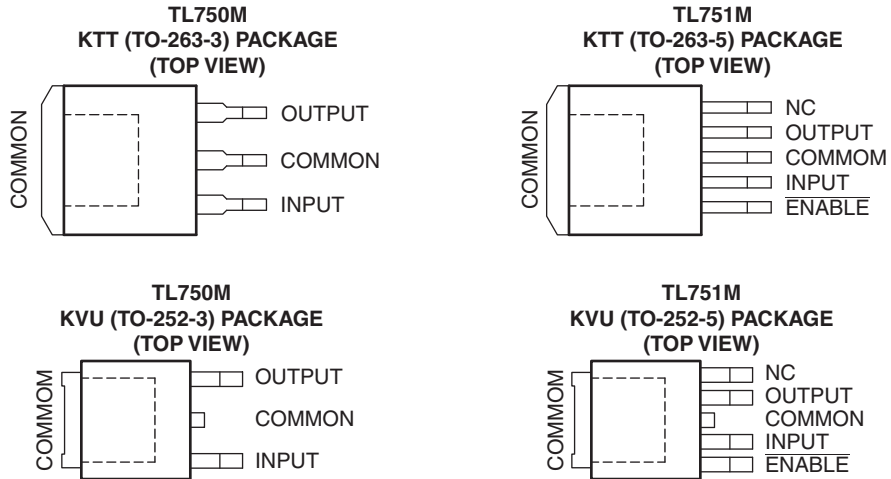 TL750M
KTT (TO-263-3) PACKAGE
(TOP VIEW)
COMMON
OUTPUT
COMMON
INPUT
TL751M
KTT (TO-263-5) PACKAGE
(TOP VIEW)
COMMON
NC
OUTPUT
COMMOM
INPUT
ENABLE
TL750M
KVU (TO-252-3) PACKAGE
(TOP VIEW)
COMMOM
OUTPUT
COMMON
INPUT
TL751M
KVU (TO-252-5) PACKAGE
(TOP VIEW)
COMMOM
NC
OUTPUT
COMMON
INPUT
ENABLE